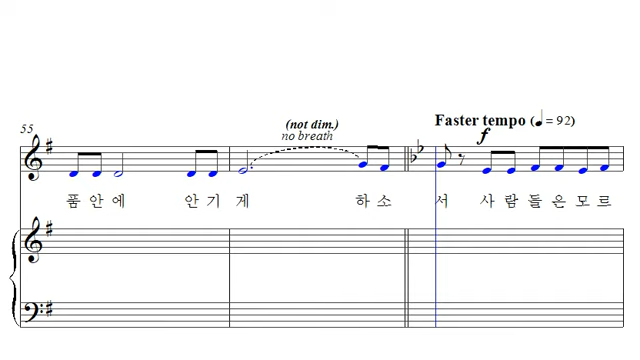 Faster tempo (♩ = 92)
55
(not dim.)
no breath
f
품 안 에 안 기 게 하 소 서 사 람 들 은 모 르